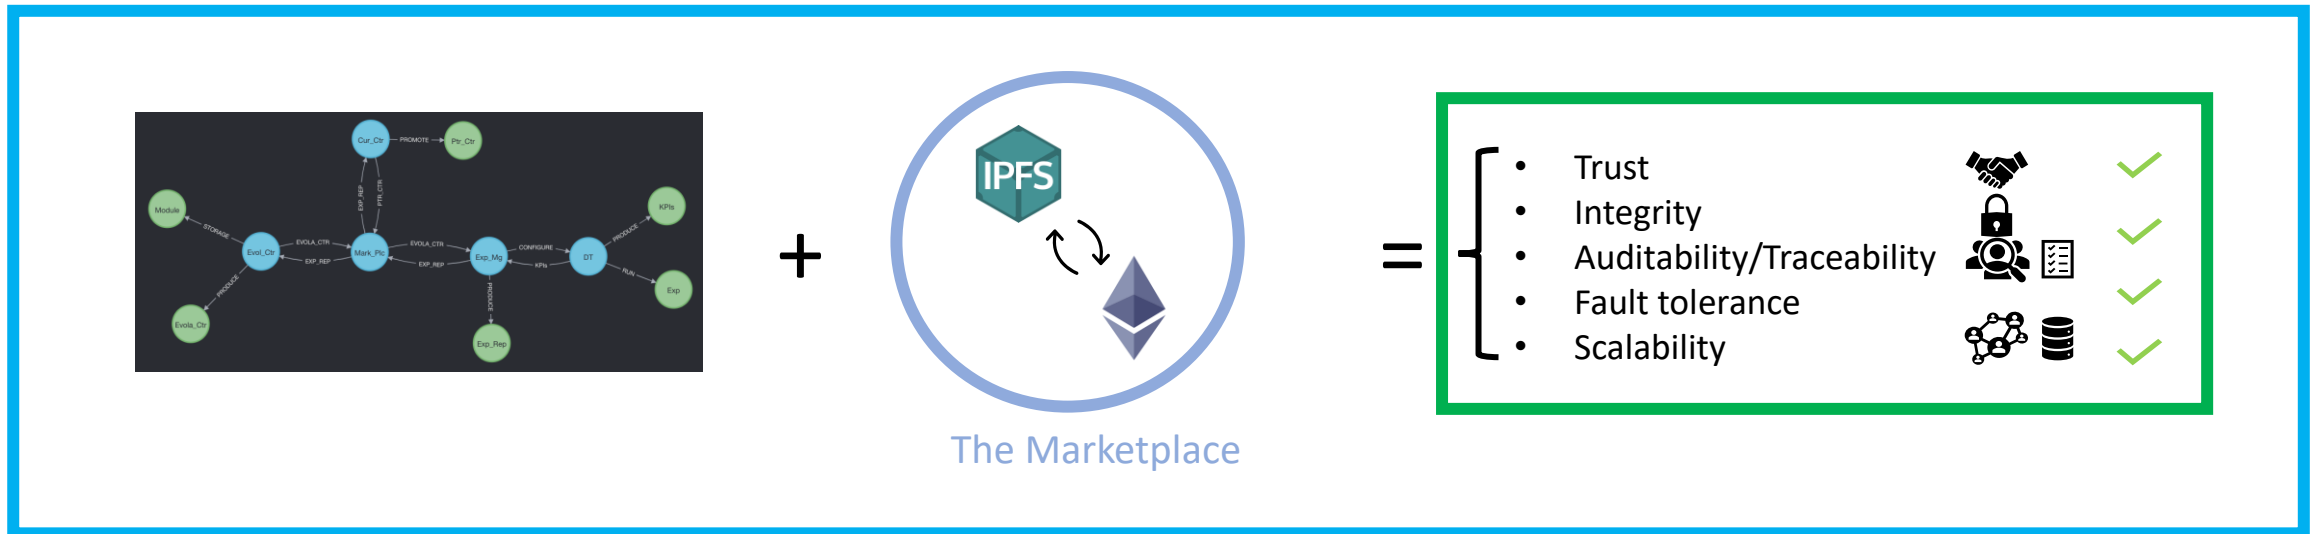 Cur_Ctr
PROMOTE
Ptr_Ctr
EXP_REP
PTR_CTR
Module
STORAGE
KPIs
PRODUCE
Evol_Ctr
EVOLA_CTR
EXP_REP
Mark_Plc
EVOLA_CTR
EXP_REP
Exp_Mg
CONFIGURE
KPIs
DT
RUN
Exp
PRODUCE
Evola_Ctr
PRODUCE
Exp_Rep
+
IPFS
The Marketplace
=
• Trust
• Integrity
• Auditability/Traceability
• Fault tolerance
• Scalability